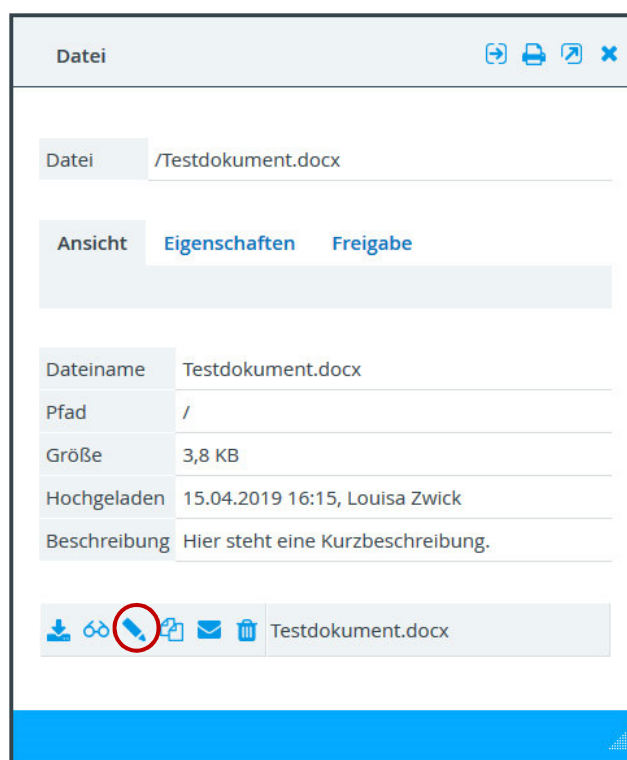 Datei
Datei /Testdokument.docx
Ansicht Eigenschaften Freigabe
Dateiname Testdokument.docx
Pfad /
Größe 3,8 KB
Hochgeladen 15.04.2019 16:15, Louisa Zwick
Beschreibung Hier steht eine Kurzbeschreibung.
Testdokument.docx